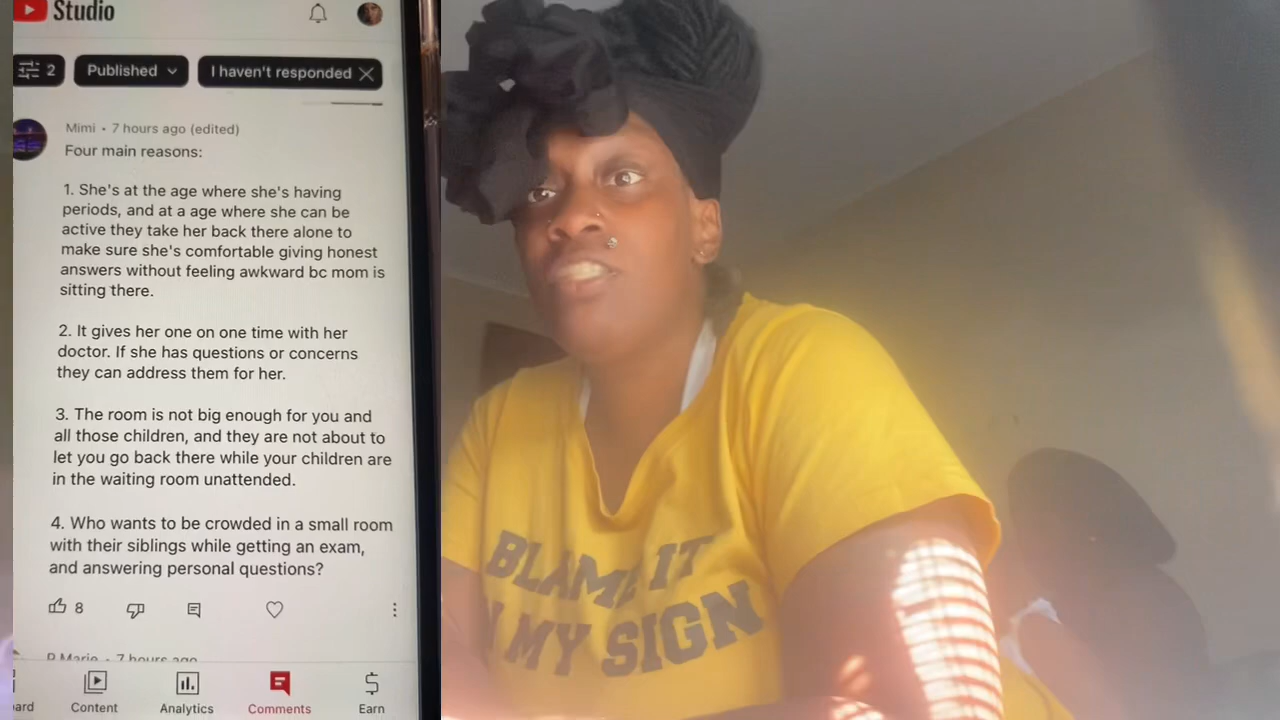 Studio
2
Published
I haven't responded
Mimi • 7 hours ago (edited)
Four main reasons:
1. She's at the age where she's having
periods, and at a age where she can be
active they take her back there alone to
make sure she's comfortable giving honest
answers without feeling awkward bc mom is
sitting there.
2. It gives her one on one time with her
doctor. If she has questions or concerns
they can address them for her.
3. The room is not big enough for you and
all those children, and they are not about to
let you go back there while your children are
in the waiting room unattended.
4. Who wants to be crowded in a small room
with their siblings while getting an exam,
and answering personal questions?
8
7 hours ago
Content
Analytics
Comments
Earn
BLAME IT
MY SIGN